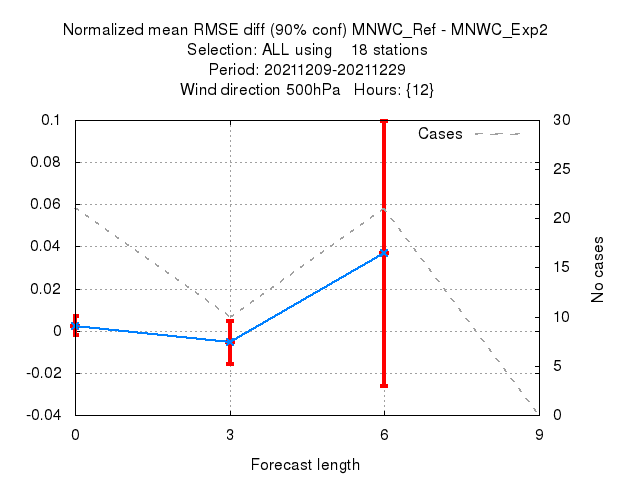 Normalized mean RMSE diff (90% conf) MNWC_Ref - MNWC_Exp2
Selection: ALL using 18 stations
Period: 20211209-20211229
Wind direction 500hPa Hours: {12}
0.1
0.08
0.06
0.04
0.02
0
-0.02
-0.04
Cases
30
25
20
15
10
5
0
No cases
0 3 6 9
Forecast length